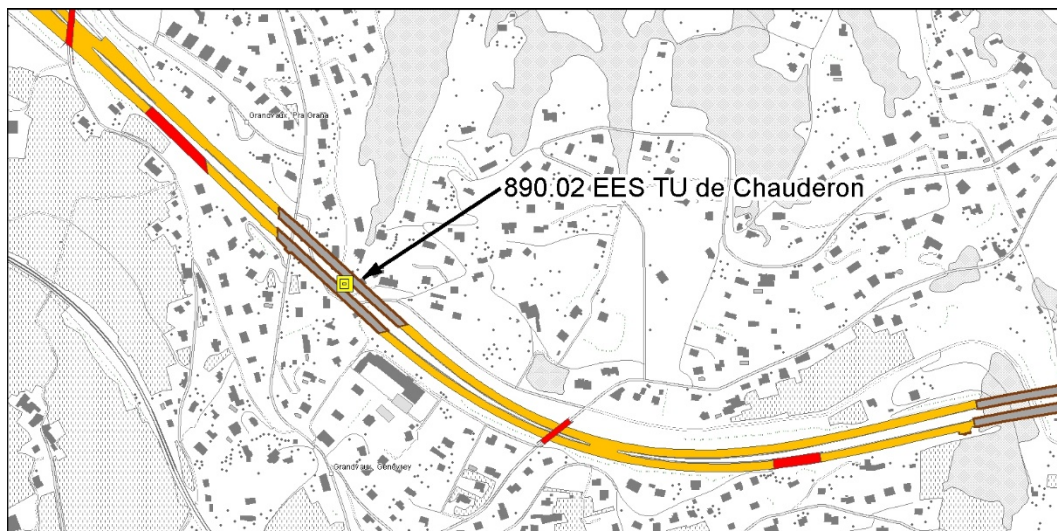 Grandvaux, Pra Grana
890.02 EES TU de Chauderon
Grandvaux, Genevrey